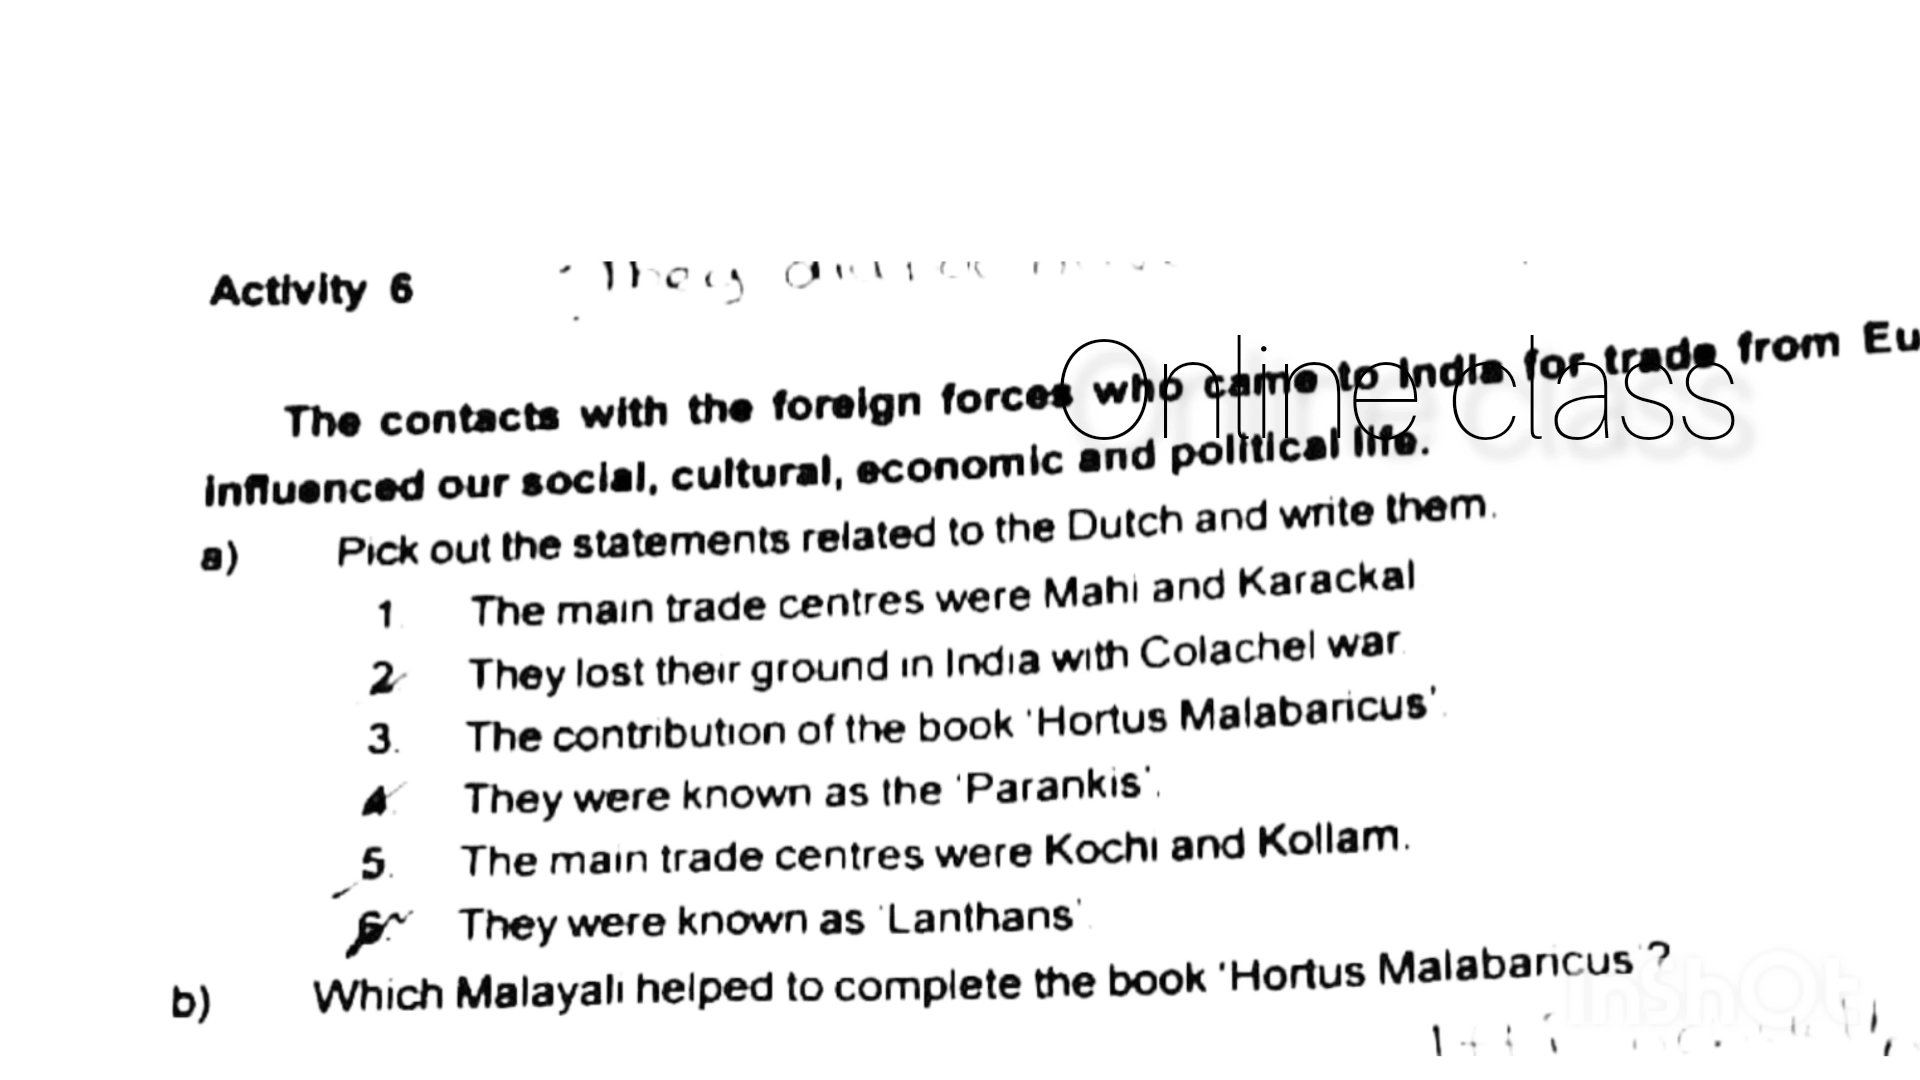 Activity 6
They
The contacts with the foreign forces who came to India for trade from Eu
Online class
influenced our social, cultural, economic and political life.
a) Pick out the statements related to the Dutch and write them.
1. The main trade centres were Mahi and Karackal
2. They lost their ground in India with Colachel war
3. The contribution of the book 'Hortus Malabaricus'.
4. They were known as the 'Parankis'.
5. The main trade centres were Kochi and Kollam.
6. They were known as 'Lanthans'.
b) Which Malayali helped to complete the book 'Hortus Malabaricus'?
InShOt